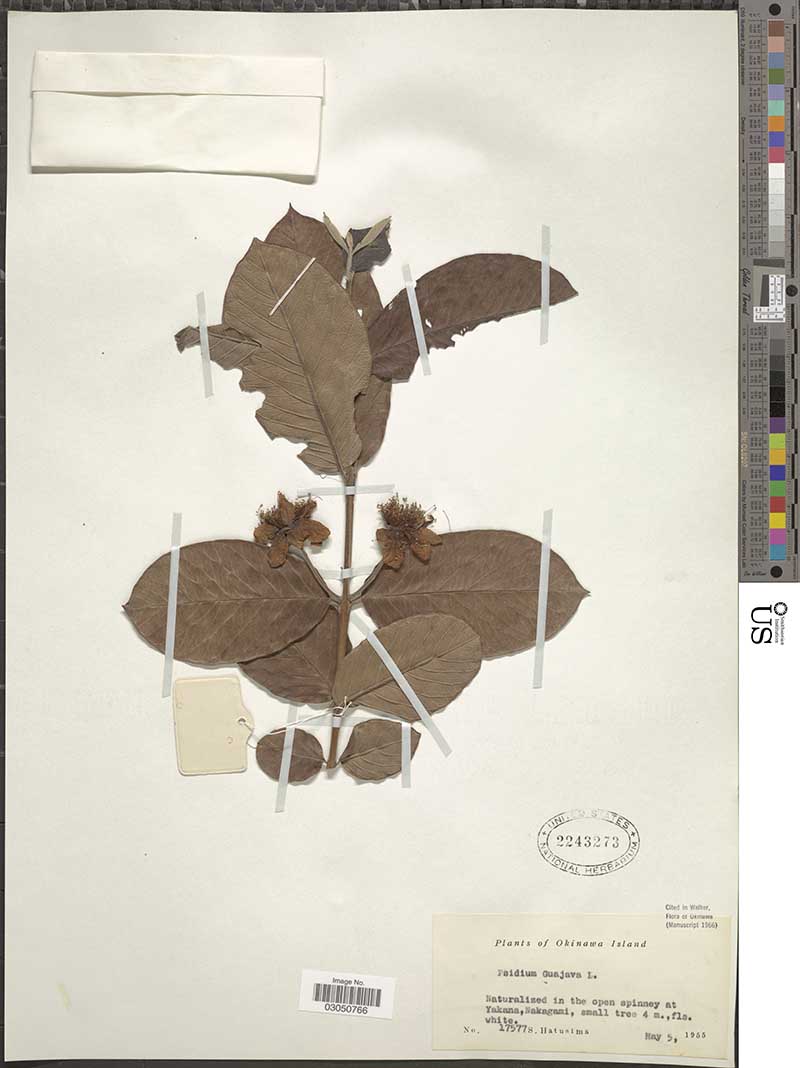 UNITED STATES
2243273
NATIONAL HERBARIUM
Cited in Walker,
Flora of Okinawa
(Manuscript 1966)
Plants of Okinawa Island
Psidium Guajava L.
Naturalized in the open spinney at
Yakana, Nakagami, small tree 4 m., fls.
white.
No. 17577 S. Hatusima
May 5, 1955
Image No.
03050766
Smithsonian
Institution
US
Golden Thread